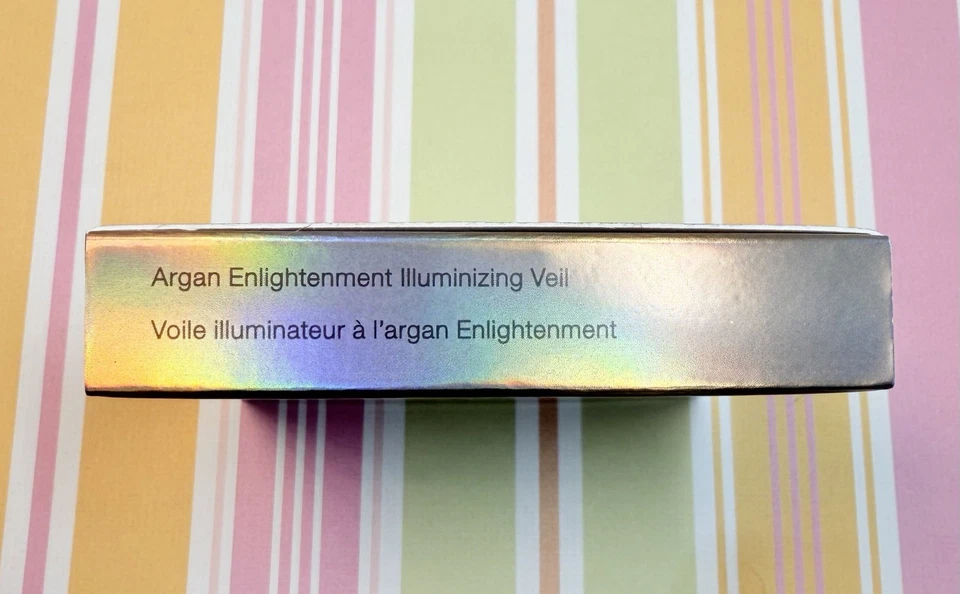 Argan Enlightenment Illuminizing Veil
Voile illuminateur à l'argan Enlightenment